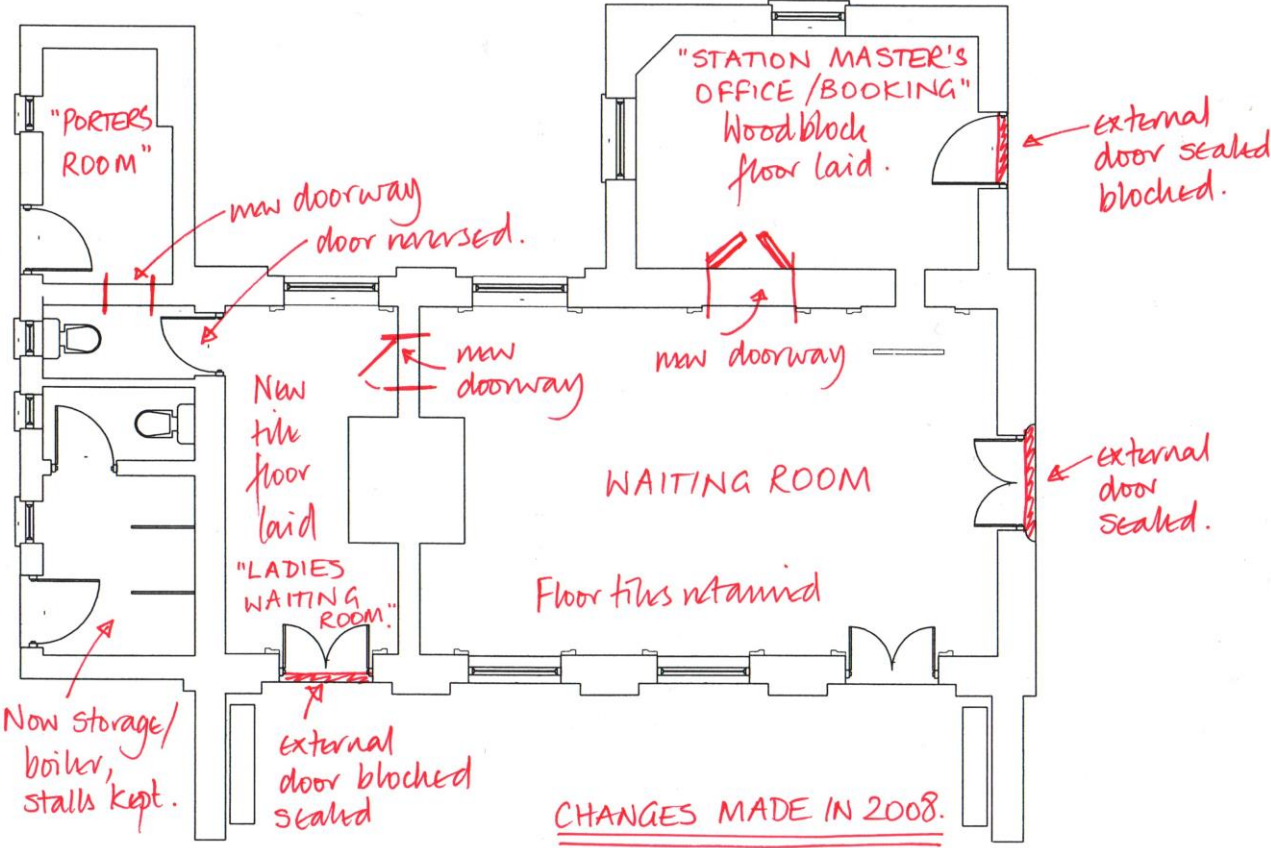 "STATION MASTER'S
OFFICE/BOOKING"
Woodblock
floor laid.
"PORTERS
ROOM"
external
door sealed
blocked.
new doorway
door reversed.
new
doorway
new doorway
New
tile
floor
laid
WAITING ROOM
external
door
sealed.
"LADIES
WAITING
ROOM."
Floor tiles retained
Now storage/
boiler,
stalls kept.
external
door blocked
sealed
CHANGES MADE IN 2008.